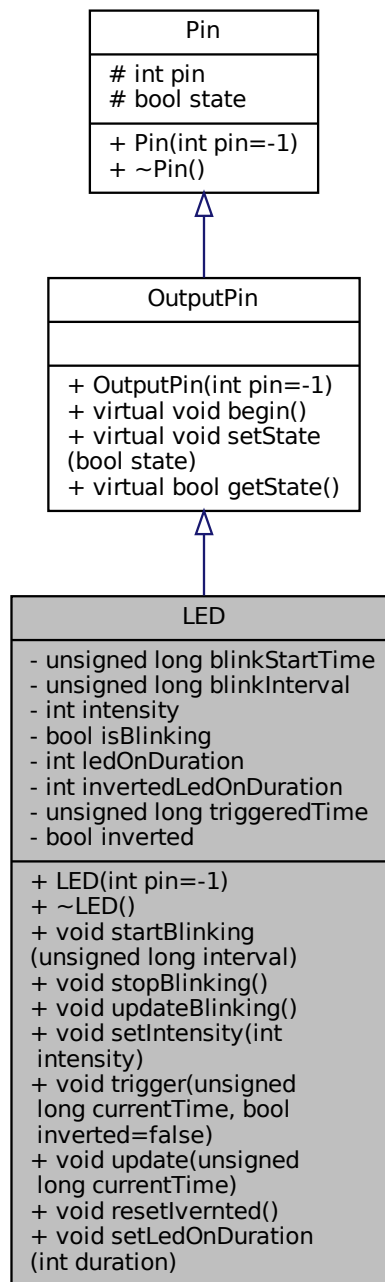 Pin
# int pin
# bool state
+ Pin(int pin=-1)
+ ~Pin()
OutputPin
+ OutputPin(int pin=-1)
+ virtual void begin()
+ virtual void setState
(bool state)
+ virtual bool getState()
LED
- unsigned long blinkStartTime
- unsigned long blinkInterval
- int intensity
- bool isBlinking
- int ledOnDuration
- int invertedLedOnDuration
- unsigned long triggeredTime
- bool inverted
+ LED(int pin=-1)
+ ~LED()
+ void startBlinking
(unsigned long interval)
+ void stopBlinking()
+ void updateBlinking()
+ void setIntensity(int
intensity)
+ void trigger(unsigned
long currentTime, bool
inverted=false)
+ void update(unsigned
long currentTime)
+ void resetIvernted()
+ void setLedOnDuration
(int duration)